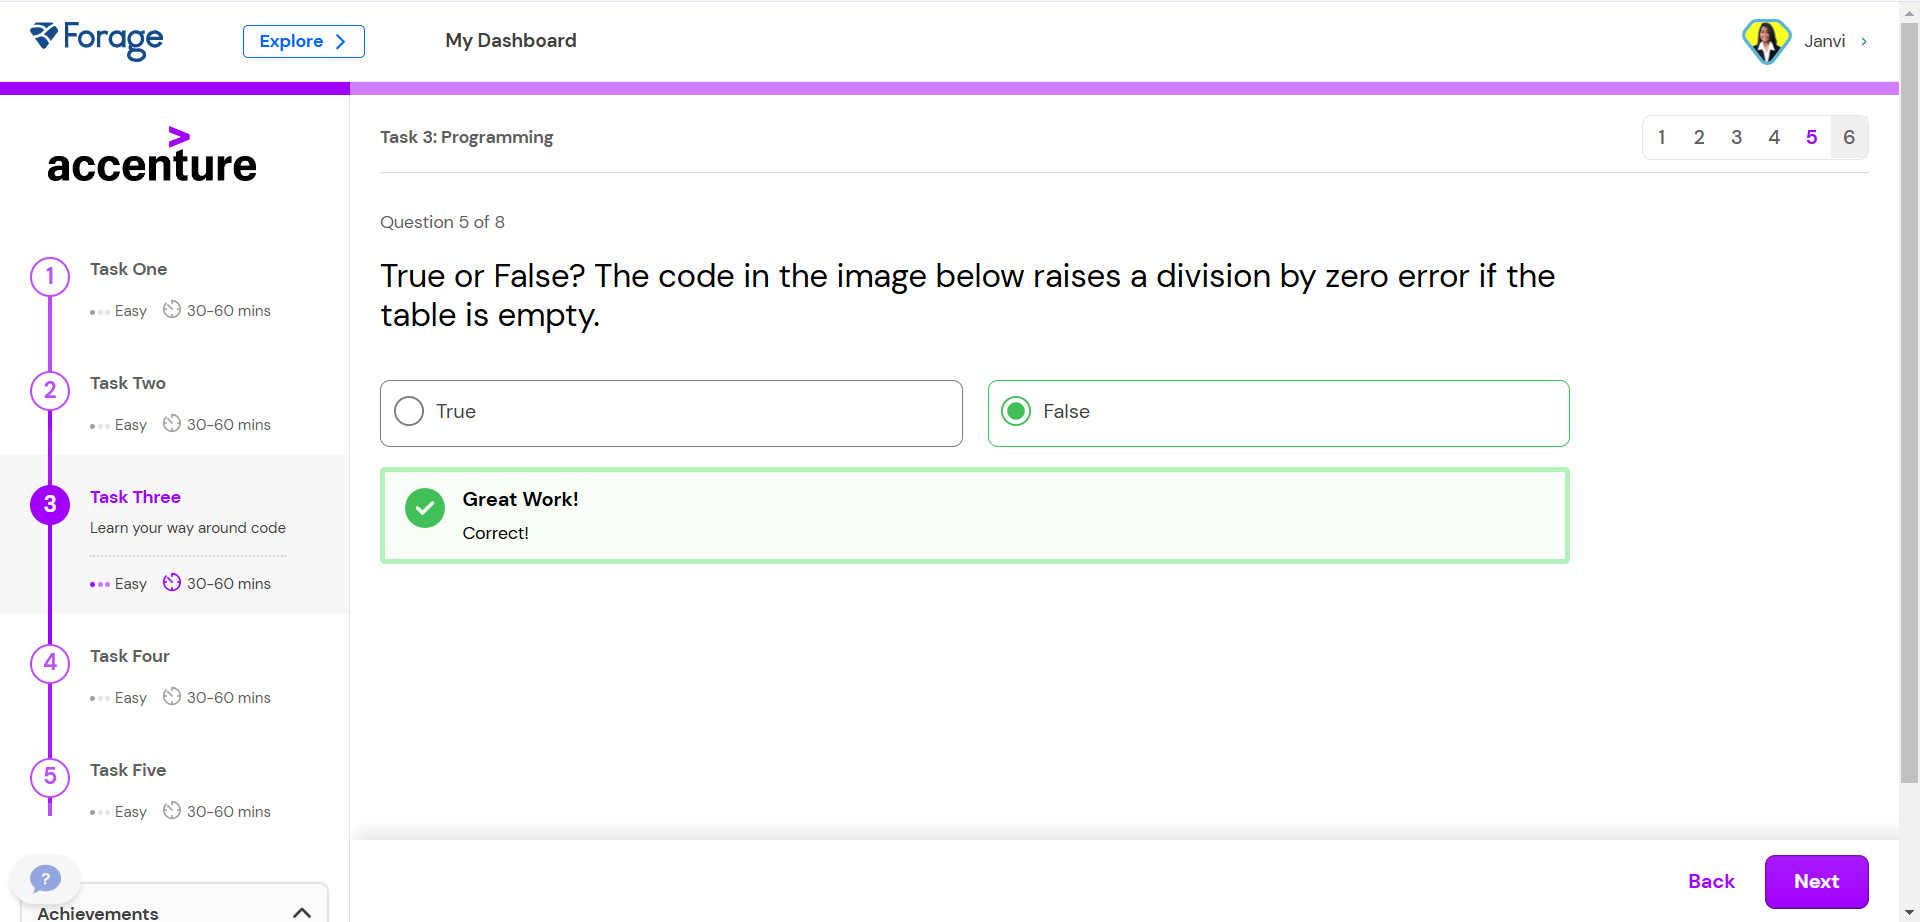 Forage
Explore
My Dashboard
Janvi
accenture
Task 3: Programming
1 2 3 4 5 6
Question 5 of 8
True or False? The code in the image below raises a division by zero error if the
table is empty.
True
False
Great Work!
Correct!
1
Task One
Easy 30-60 mins
2
Task Two
Easy 30-60 mins
3
Task Three
Learn your way around code
Easy 30-60 mins
4
Task Four
Easy 30-60 mins
5
Task Five
Easy 30-60 mins
?
Achievements
Back
Next